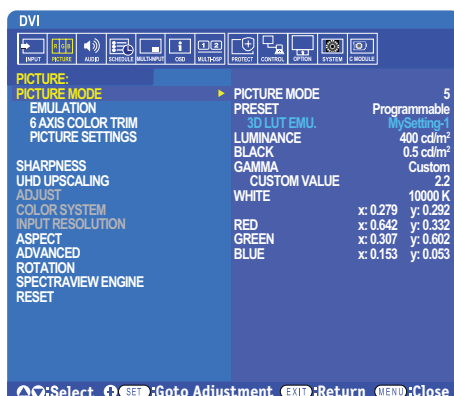 DVI
INPUT PICTURE AUDIO SCHEDULE MULTI-INPUT OSD MULTI-DSP PROTECT CONTROL OPTION SYSTEM C MODULE
PICTURE:
PICTURE MODE
EMULATION
6 AXIS COLOR TRIM
PICTURE SETTINGS
SHARPNESS
UHD UPSCALING
ADJUST
COLOR SYSTEM
INPUT RESOLUTION
ASPECT
ADVANCED
ROTATION
SPECTRAVIEW ENGINE
RESET
PICTURE MODE 5
PRESET Programmable
3D LUT EMU. MySetting-1
LUMINANCE 400 cd/m²
BLACK 0.5 cd/m²
GAMMA Custom
CUSTOM VALUE 2.2
WHITE 10000 K
x: 0.279 y: 0.292
RED x: 0.642 y: 0.332
GREEN x: 0.307 y: 0.602
BLUE x: 0.153 y: 0.053
:Select SET :Goto Adjustment EXIT :Return MENU :Close